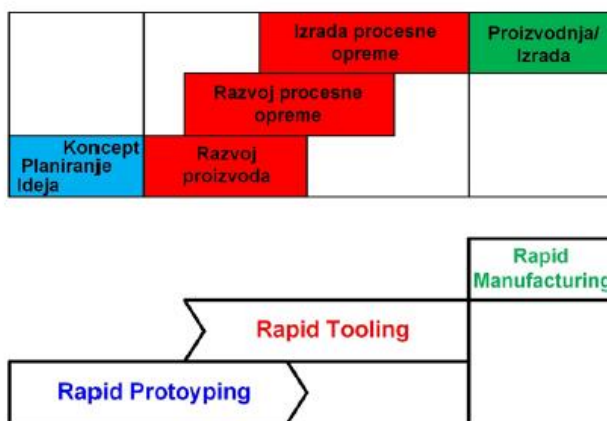 Izrada procesne
opreme
Proizvodnja/
Izrada
Razvoj procesne
opreme
Koncept
Planiranje
Ideja
Razvoj
proizvoda
Rapid
Manufacturing
Rapid Tooling
Rapid Protoyping